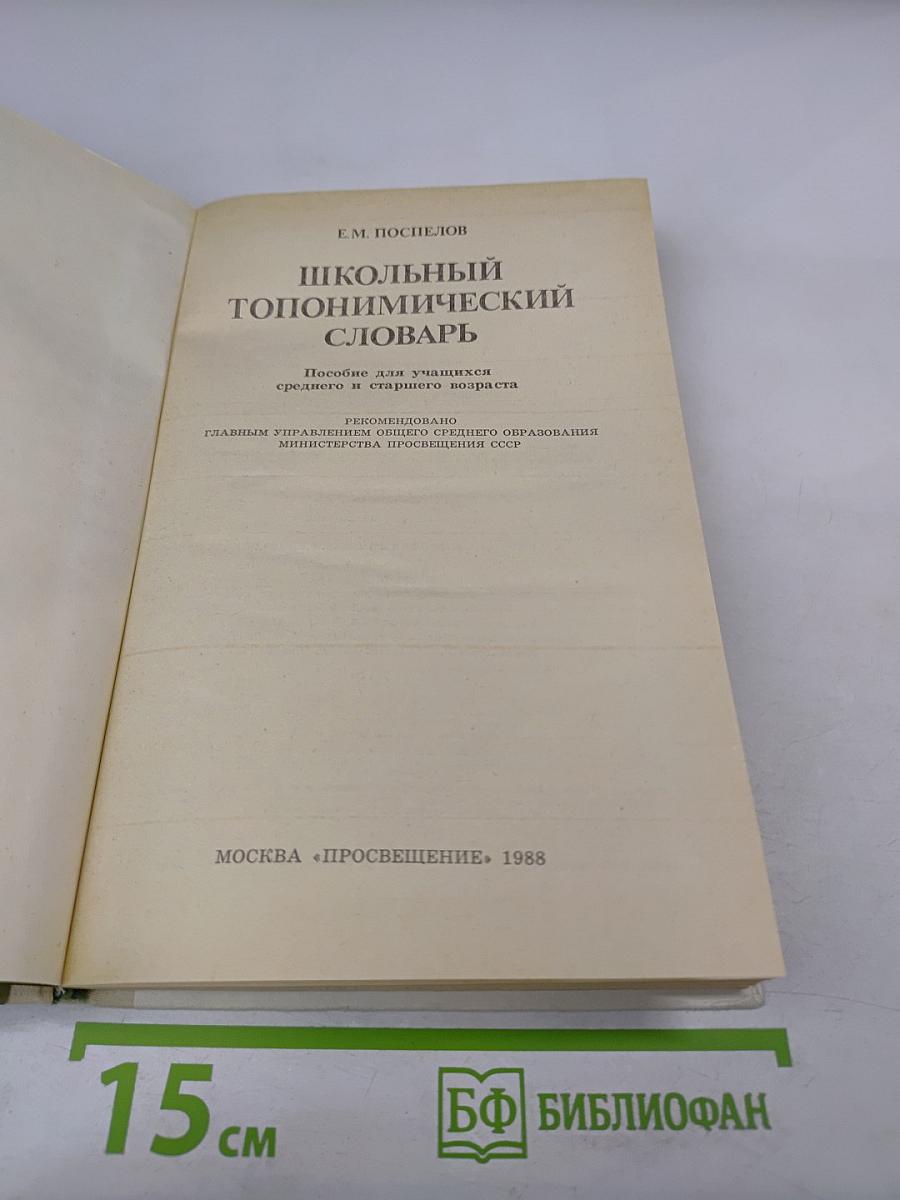 Е.М. ПОСПЕЛОВ
ШКОЛЬНЫЙ
ТОПОНИМИЧЕСКИЙ
СЛОВАРЬ
Пособие для учащихся
среднего и старшего возраста
РЕКОМЕНДОВАНО
ГЛАВНЫМ УПРАВЛЕНИЕМ ОБЩЕГО СРЕДНЕГО ОБРАЗОВАНИЯ
МИНИСТЕРСТВА ПРОСВЕЩЕНИЯ СССР
МОСКВА «ПРОСВЕЩЕНИЕ» 1988
15 см
БФ БИБЛИОФАН